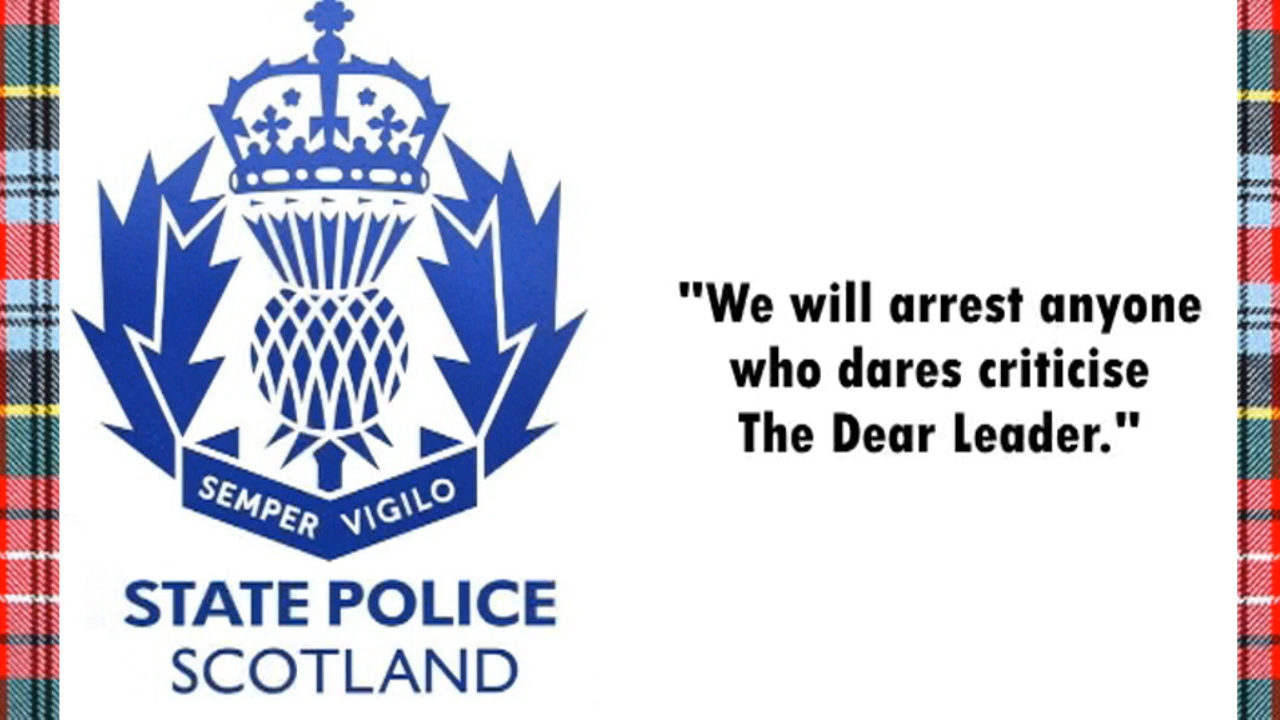 "We will arrest anyone
who dares criticise
The Dear Leader."
SEMPER VIGILO
STATE POLICE
SCOTLAND